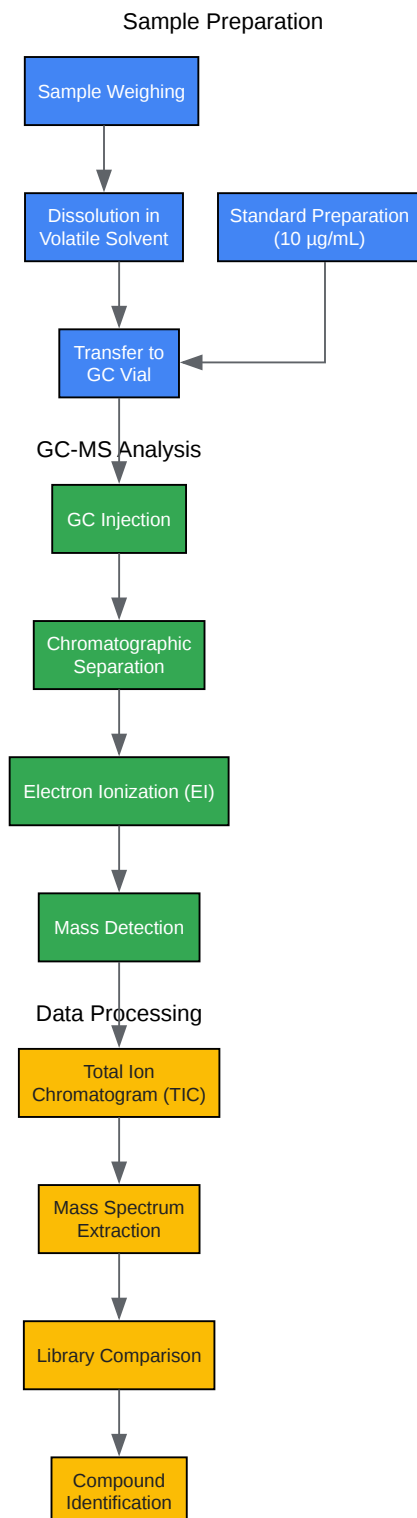 Sample Preparation
Sample Weighing
Dissolution in
Volatile Solvent
Standard Preparation
(10 µg/mL)
Transfer to
GC Vial
GC-MS Analysis
GC Injection
Chromatographic
Separation
Electron Ionization (EI)
Mass Detection
Data Processing
Total Ion
Chromatogram (TIC)
Mass Spectrum
Extraction
Library Comparison
Compound
Identification